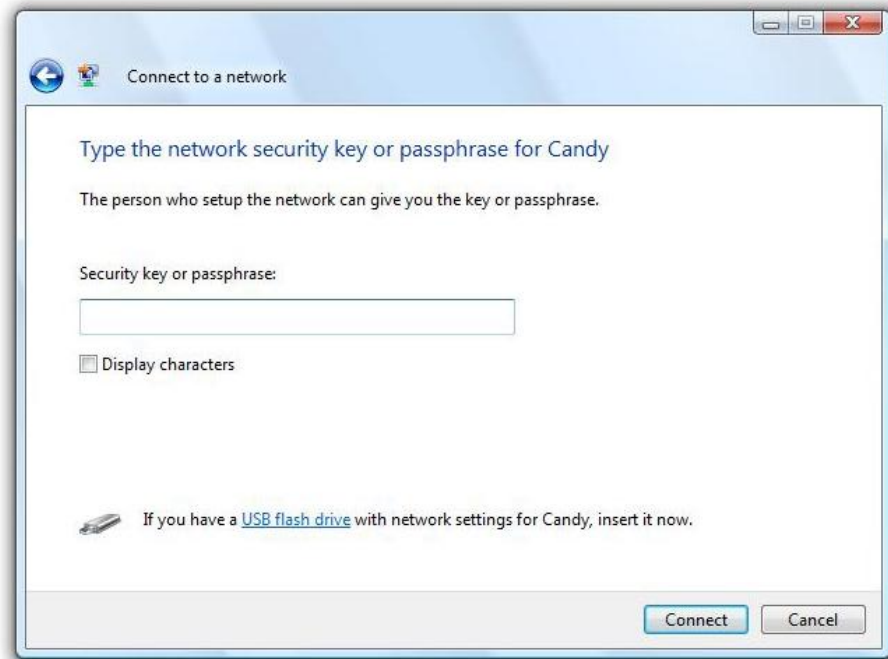 Connect to a network
Type the network security key or passphrase for Candy
The person who setup the network can give you the key or passphrase.
Security key or passphrase:
Display characters
If you have a USB flash drive with network settings for Candy, insert it now.
Connect Cancel